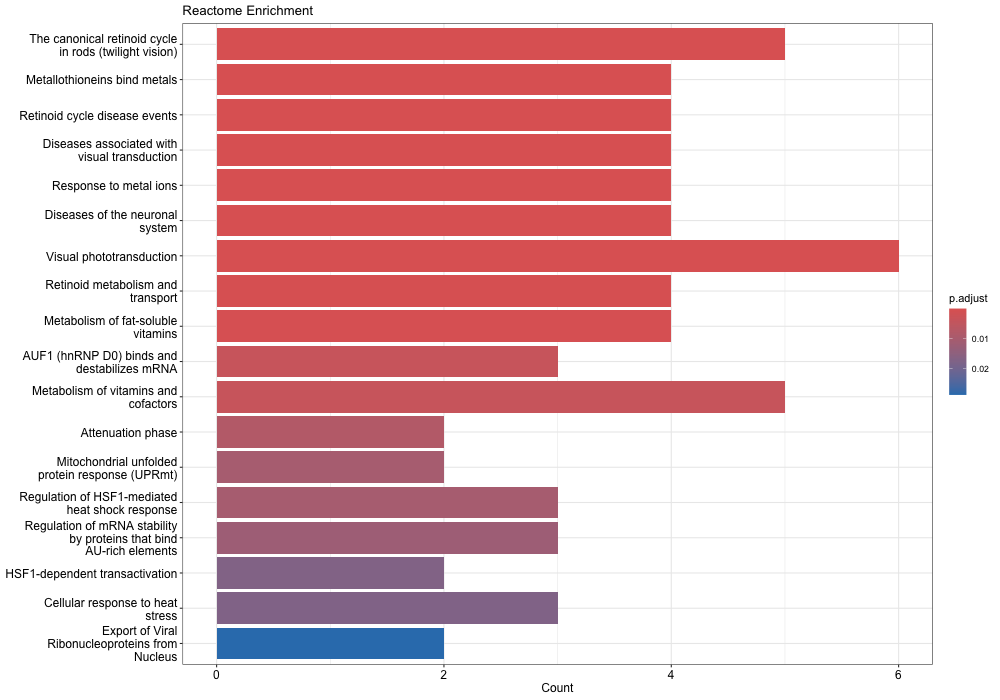 Reactome Enrichment
The canonical retinoid cycle
in rods (twilight vision)
Metallothioneins bind metals
Retinoid cycle disease events
Diseases associated with
visual transduction
Response to metal ions
Diseases of the neuronal
system
Visual phototransduction
Retinoid metabolism and
transport
Metabolism of fat-soluble
vitamins
AUF1 (hnRNP D0) binds and
destabilizes mRNA
Metabolism of vitamins and
cofactors
Attenuation phase
Mitochondrial unfolded
protein response (UPRmt)
Regulation of HSF1-mediated
heat shock response
Regulation of mRNA stability
by proteins that bind
AU-rich elements
HSF1-dependent transactivation
Cellular response to heat
stress
Export of Viral
Ribonucleoproteins from
Nucleus
0 2 4 6
Count
p.adjust
0.01
0.02